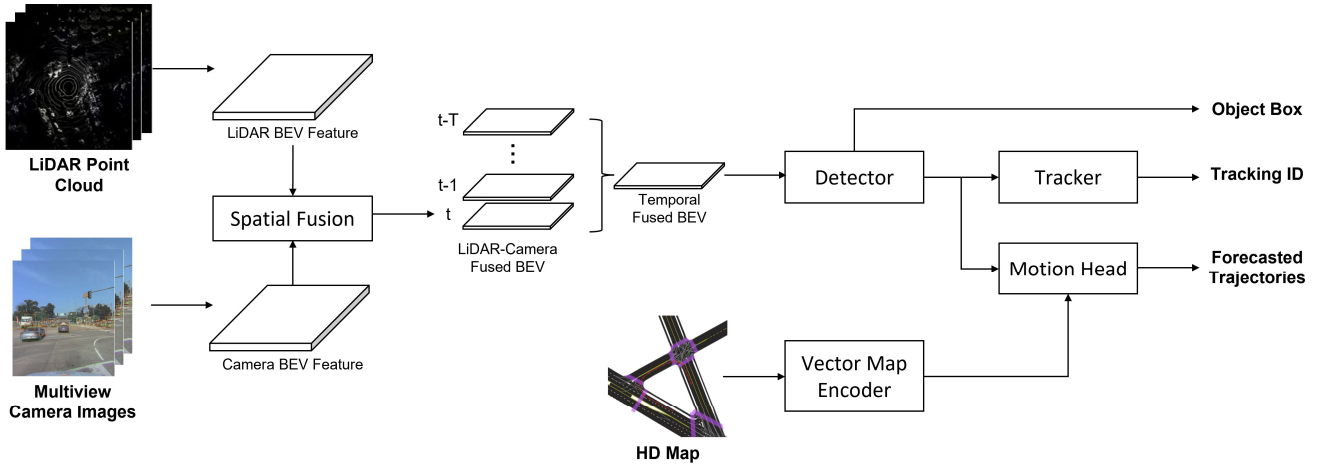 LiDAR Point
Cloud
LiDAR BEV Feature
Spatial Fusion
Multiview
Camera Images
Camera BEV Feature
t-T
⋮
t-1
t
LiDAR-Camera
Fused BEV
Temporal
Fused BEV
Detector
Tracker
Motion Head
Object Box
Tracking ID
Forecasted
Trajectories
HD Map
Vector Map
Encoder